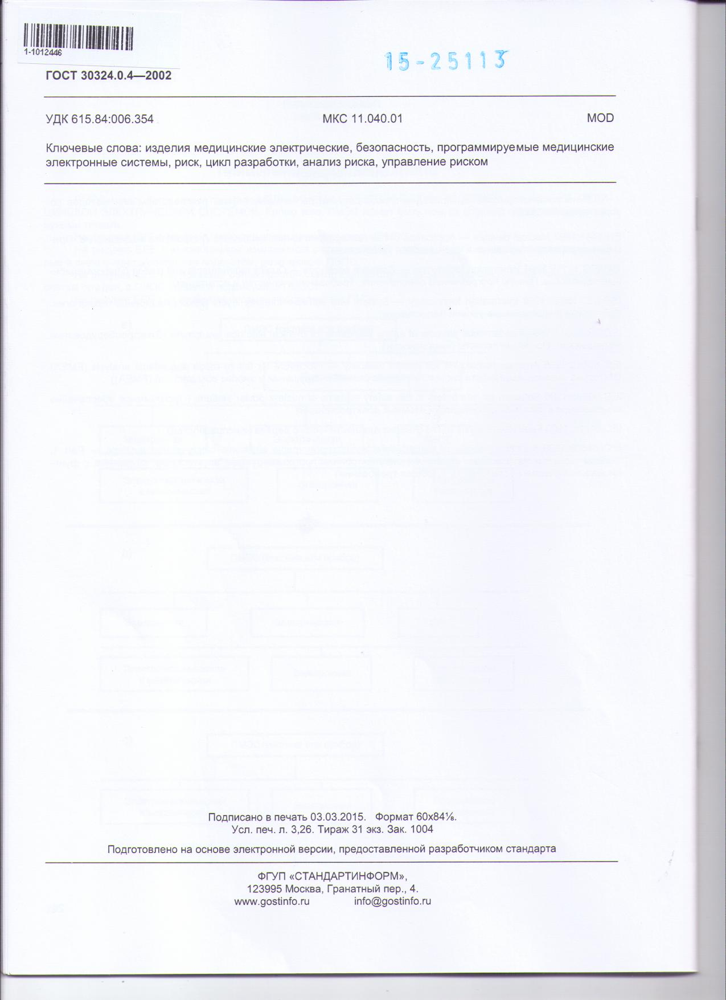 1-1012446
15-25113
ГОСТ 30324.0.4—2002
УДК 615.84:006.354 МКС 11.040.01 MOD
Ключевые слова: изделия медицинские электрические, безопасность, программируемые медицинские
электронные системы, риск, цикл разработки, анализ риска, управление риском
Подписано в печать 03.03.2015. Формат 60х84⅛.
Усл. печ. л. 3,26. Тираж 31 экз. Зак. 1004
Подготовлено на основе электронной версии, предоставленной разработчиком стандарта
ФГУП «СТАНДАРТИНФОРМ»,
123995 Москва, Гранатный пер., 4.
www.gostinfo.ru info@gostinfo.ru